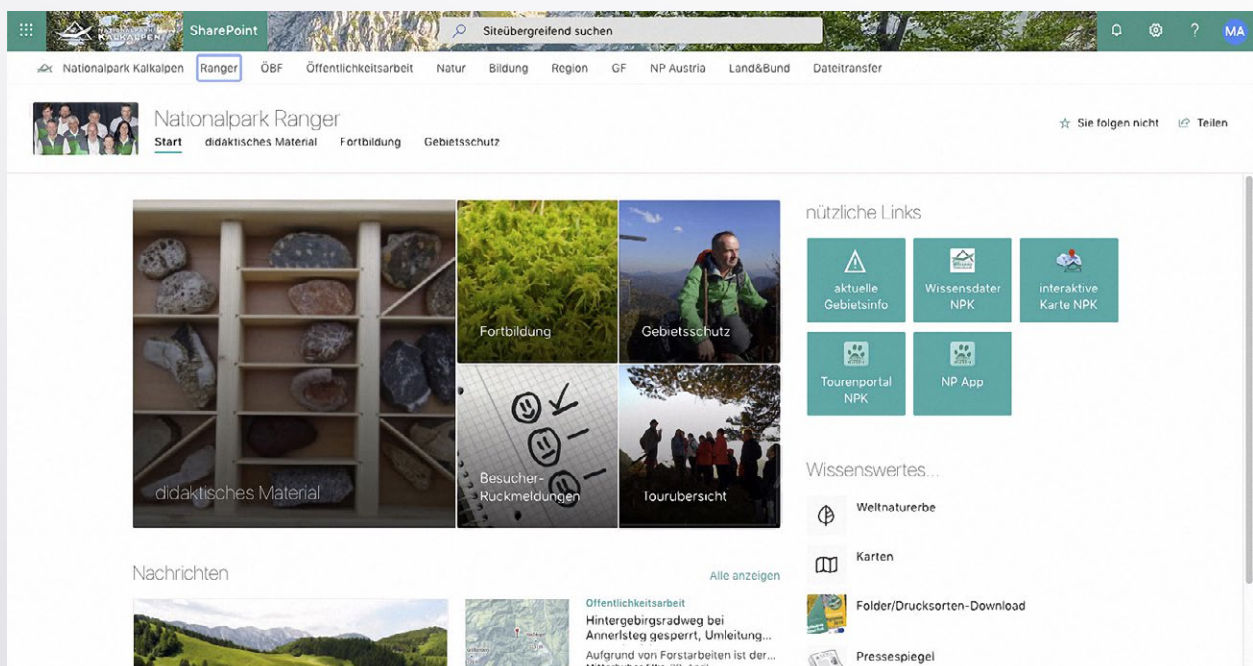 NATIONALPARK
KALKALPEN
SharePoint
Siteübergreifend suchen
?
MA
Nationalpark Kalkalpen Ranger ÖBF Öffentlichkeitsarbeit Natur Bildung Region GF NP Austria Land&Bund Dateitransfer
Nationalpark Ranger
Start didaktisches Material Fortbildung Gebietsschutz
Sie folgen nicht Teilen
didaktisches Material
Fortbildung
Gebietsschutz
Besucher-
Rückmeldungen
Tourübersicht
nützliche Links
aktuelle
Gebietsinfo
Wissensdater
NPK
interaktive
Karte NPK
Tourenportal
NPK
NP App
Wissenswertes...
Weltnaturerbe
Karten
Folder/Drucksorten-Download
Pressespiegel
Nachrichten
Alle anzeigen
Öffentlichkeitsarbeit
Hintergebirgsradweg bei
Annerlsteg gesperrt, Umleitung...
Aufgrund von Forstarbeiten ist der...